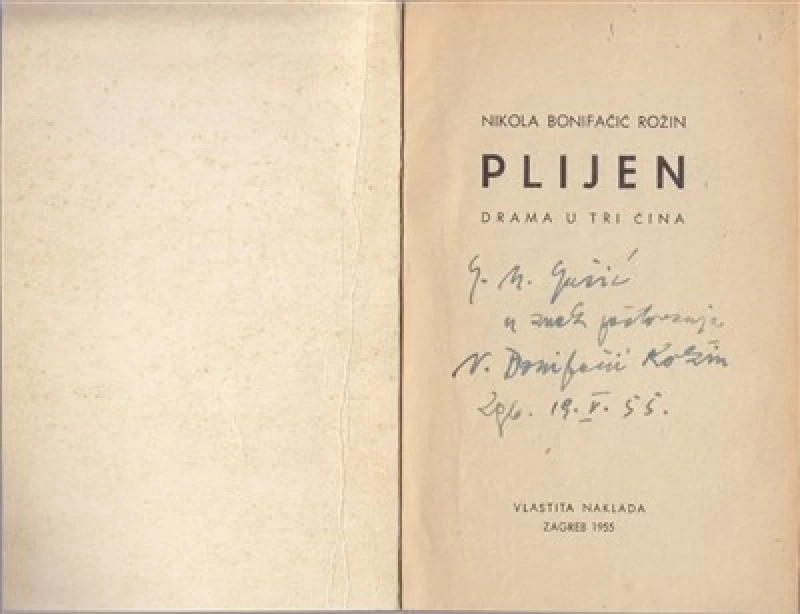 NIKOLA BONIFAČIĆ ROŽIN
PLIJEN
DRAMA U TRI ČINA
G. M. Gušić
u znak poštovanja
N. Bonifačić Rožin
Zgb. 19. V. 55.
VLASTITA NAKLADA
ZAGREB 1955